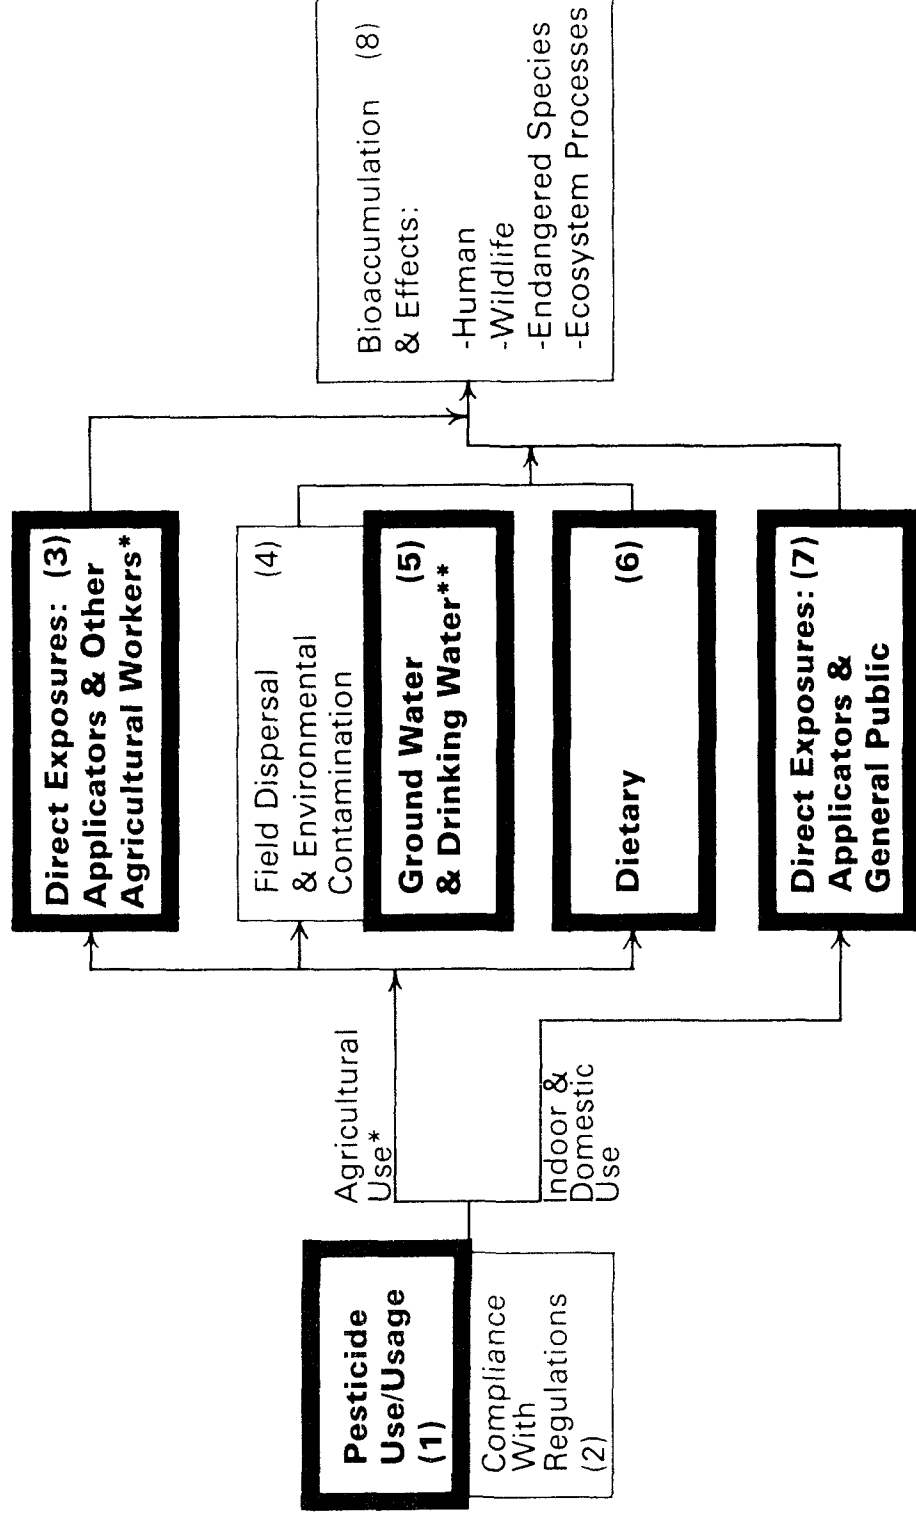 Pesticide
Use/Usage
(1)
Compliance
With
Regulations
(2)
Agricultural
Use*
Indoor &
Domestic
Use
Direct Exposures: (3)
Applicators & Other
Agricultural Workers*
Field Dispersal (4)
& Environmental
Contamination
Ground Water (5)
& Drinking Water**
Dietary (6)
Direct Exposures: (7)
Applicators &
General Public
Bioaccumulation (8)
& Effects:
-Human
-Wildlife
-Endangered Species
-Ecosystem Processes